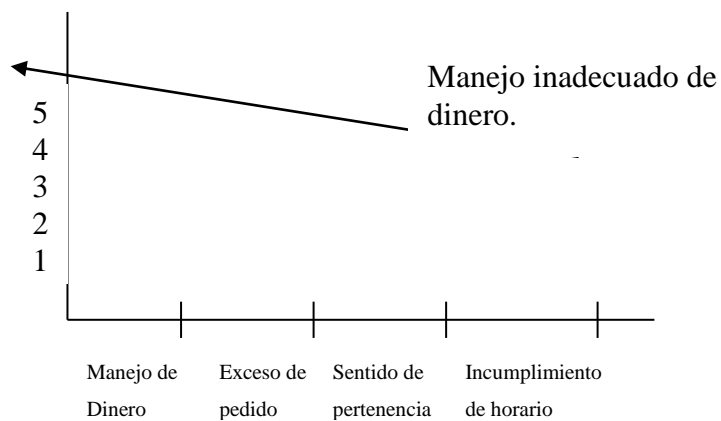 Manejo inadecuado de
dinero.
5
4
3
2
1
Manejo de
Dinero
Exceso de
pedido
Sentido de
pertenencia
Incumplimiento
de horario